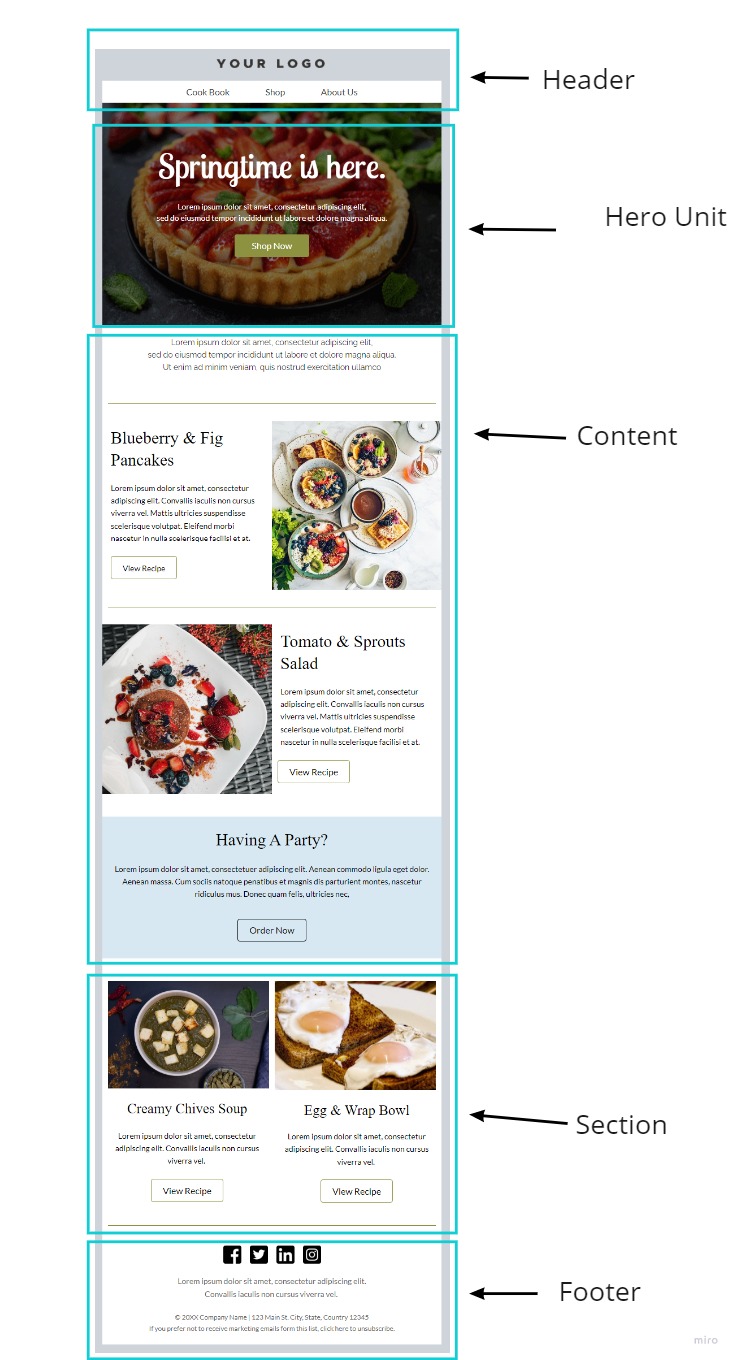 YOUR LOGO
Cook Book Shop About Us
Header
Springtime is here.
Lorem ipsum dolor sit amet, consectetur adipiscing elit,
sed do eiusmod tempor incididunt ut labore et dolore magna aliqua.
Shop Now
Hero Unit
Lorem ipsum dolor sit amet, consectetur adipiscing elit,
sed do eiusmod tempor incididunt ut labore et dolore magna aliqua.
Ut enim ad minim veniam, quis nostrud exercitation ullamco
Content
Blueberry & Fig
Pancakes
Lorem ipsum dolor sit amet, consectetur
adipiscing elit. Convallis iaculis non cursus
viverra vel. Mattis ultricies suspendisse
scelerisque volutpat. Eleifend morbi
nascetur in nulla scelerisque facilisi et at.
View Recipe
Tomato & Sprouts
Salad
Lorem ipsum dolor sit amet, consectetur
adipiscing elit. Convallis iaculis non cursus
viverra vel. Mattis ultricies suspendisse
scelerisque volutpat. Eleifend morbi
nascetur in nulla scelerisque facilisi et at.
View Recipe
Having A Party?
Lorem ipsum dolor sit amet, consectetuer adipiscing elit. Aenean commodo ligula eget dolor.
Aenean massa. Cum sociis natoque penatibus et magnis dis parturient montes, nascetur
ridiculus mus. Donec quam felis, ultricies nec,
Order Now
Section
Creamy Chives Soup
Lorem ipsum dolor sit amet, consectetur
adipiscing elit. Convallis iaculis non cursus
viverra vel.
View Recipe
Egg & Wrap Bowl
Lorem ipsum dolor sit amet, consectetur
adipiscing elit. Convallis iaculis non cursus
viverra vel.
View Recipe
Footer
Lorem ipsum dolor sit amet, consectetur adipiscing elit.
Convallis iaculis non cursus viverra vel.
© 20XX Company Name | 123 Main St. City, State, Country 12345
If you prefer not to receive marketing emails form this list, click here to unsubscribe.
miro